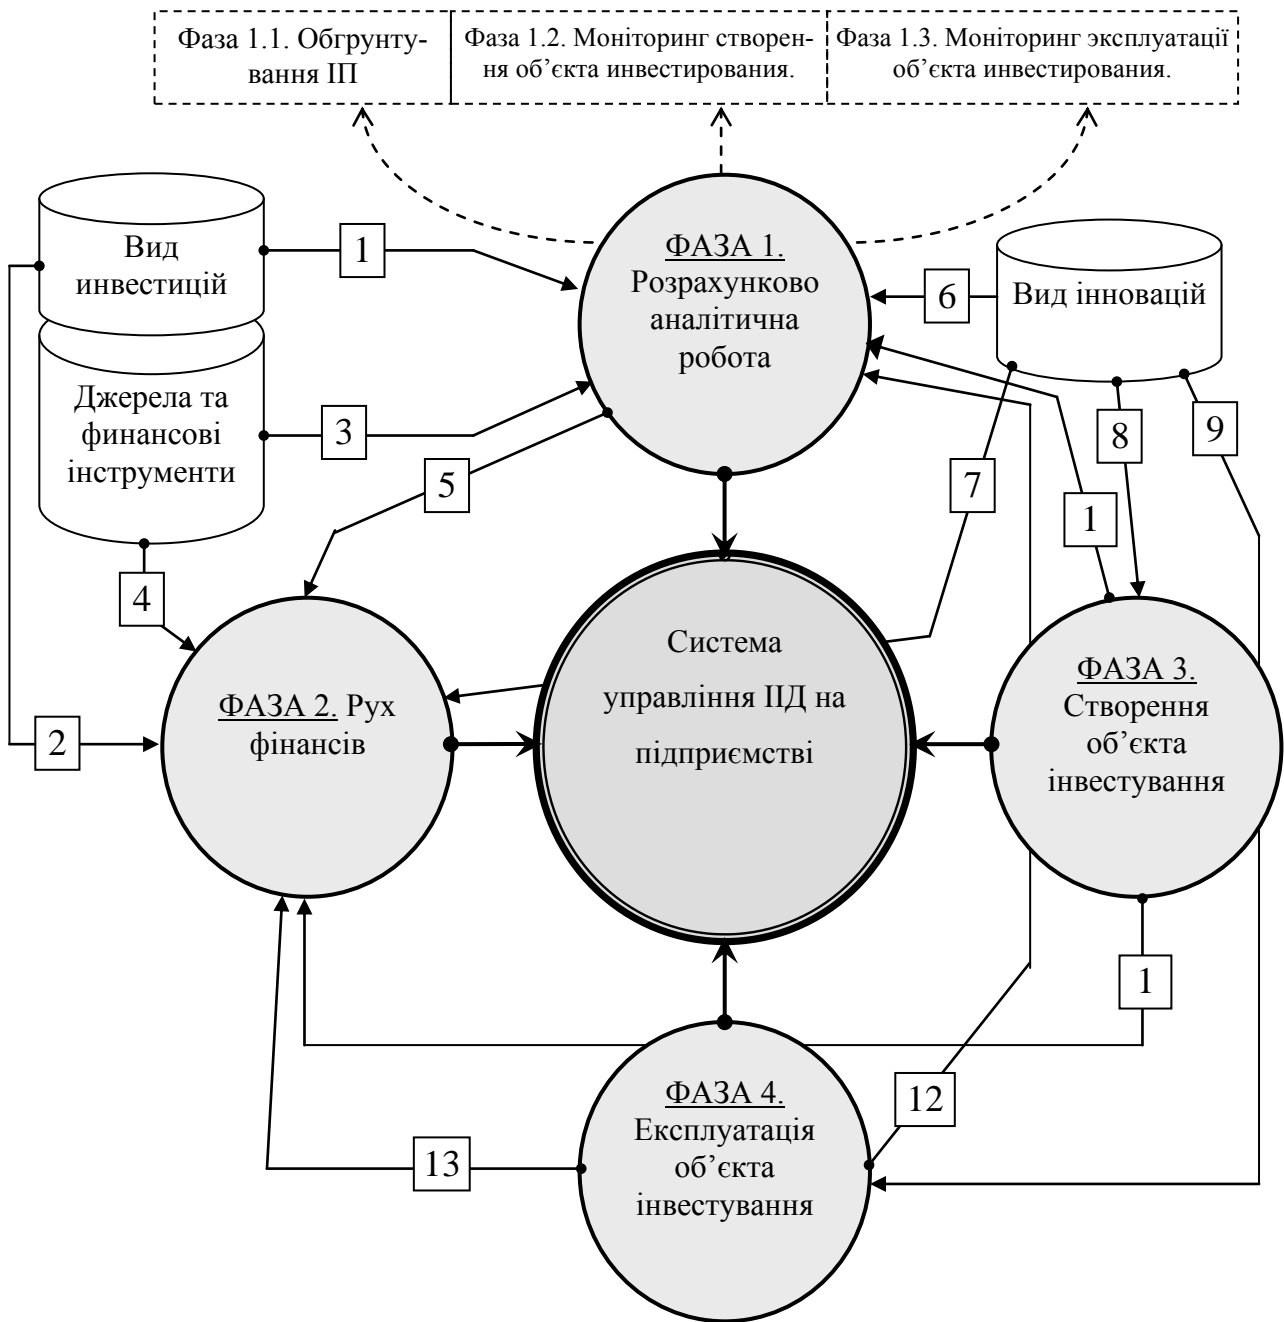 Фаза 1.1. Обгрунту-
вання ІП
Фаза 1.2. Моніторинг створен-
ня об’єкта инвестирования.
Фаза 1.3. Моніторинг эксплуатації
об’єкта инвестирования.
Вид
инвестицій
1
ФАЗА 1.
Розрахунково
аналітична
робота
6
Вид інновацій
Джерела та
финансові
інструменти
3
5
7
1
8
9
4
Система
управління ІІД на
підприємстві
ФАЗА 2. Рух
фінансів
2
ФАЗА 3.
Створення
об’єкта
інвестування
1
ФАЗА 4.
Експлуатація
об’єкта
інвестування
12
13